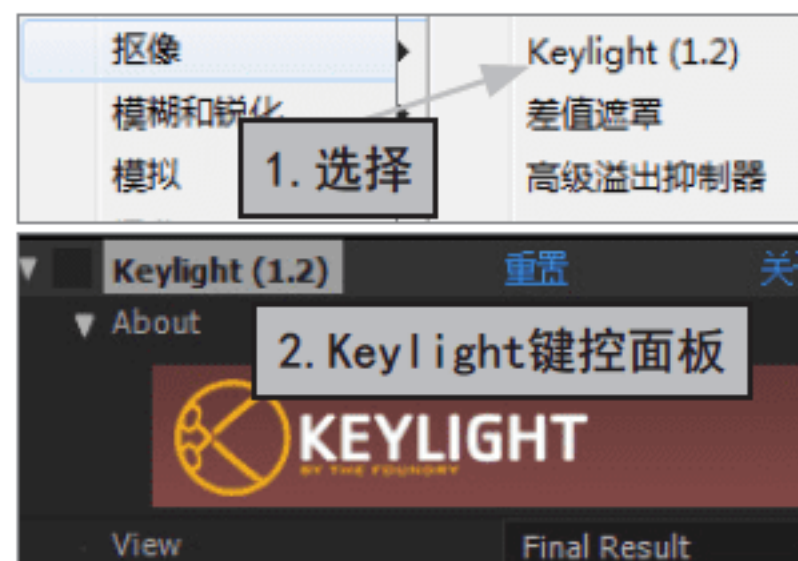 抠像
Keylight (1.2)
模糊和锐化
差值遮罩
模拟
1. 选择
高级溢出抑制器
Keylight (1.2)
重置
About
2. Keylight键控面板
KEYLIGHT
BY THE FOUNDRY
View
Final Result